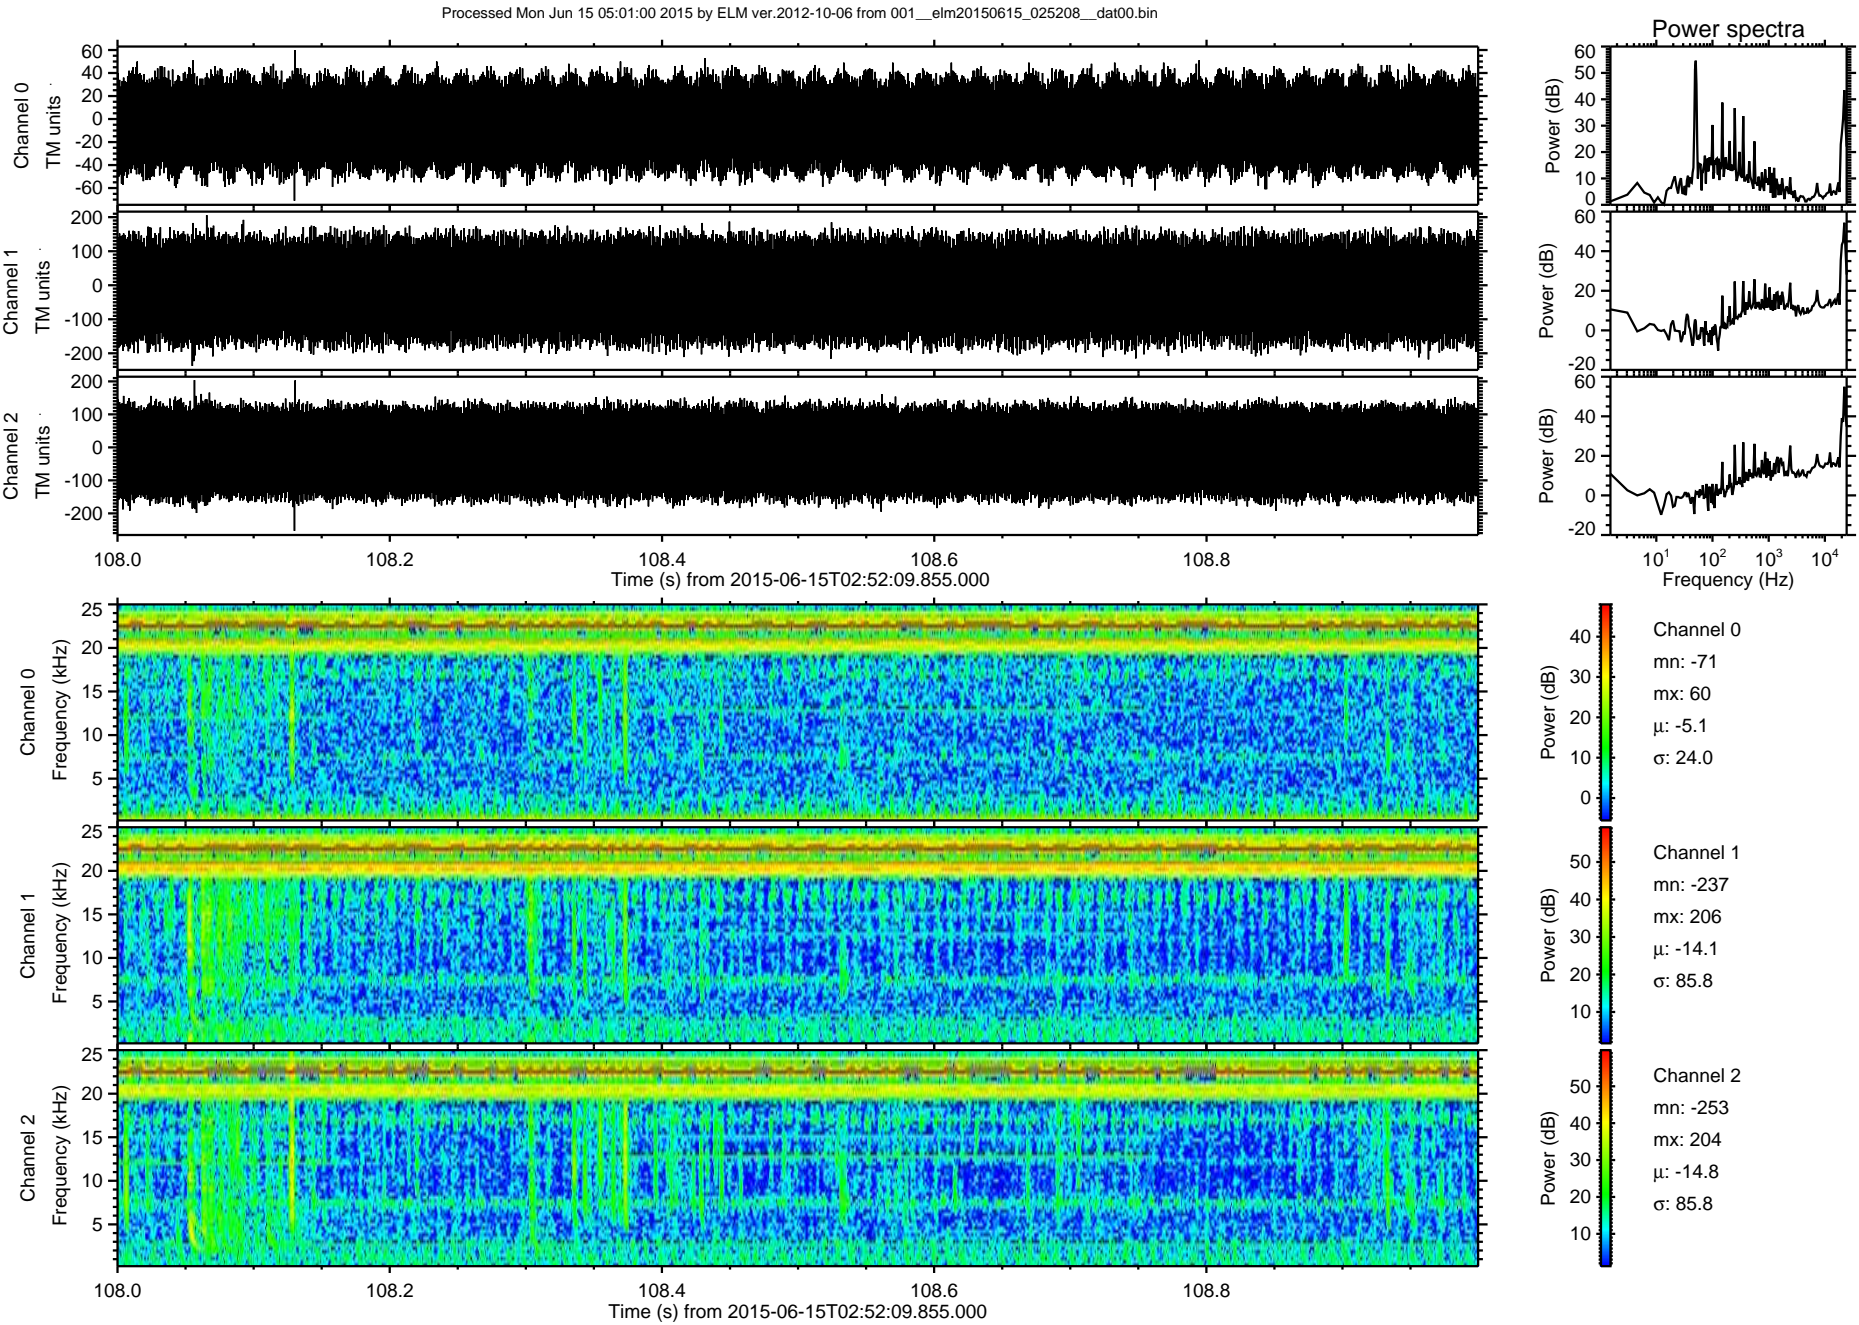 Processed Mon Jun 15 05:01:00 2015 by ELM ver.2012-10-06 from 001__elm20150615_025208__dat00.bin
Power spectra
Channel 0
TM units
60
40
20
0
-20
-40
-60
Power (dB)
60
50
40
30
20
10
0
Channel 1
TM units
200
100
0
-100
-200
Power (dB)
60
40
20
0
-20
Channel 2
TM units
200
100
0
-100
-200
Power (dB)
60
40
20
0
-20
108.0 108.2 108.4 108.6 108.8
Time (s) from 2015-06-15T02:52:09.855.000
10^1 10^2 10^3 10^4
Frequency (Hz)
Channel 0
Frequency (kHz)
25
20
15
10
5
Power (dB)
40
30
20
10
0
Channel 0
mn: -71
mx: 60
μ: -5.1
σ: 24.0
Channel 1
Frequency (kHz)
25
20
15
10
5
Power (dB)
50
40
30
20
10
Channel 1
mn: -237
mx: 206
μ: -14.1
σ: 85.8
Channel 2
Frequency (kHz)
25
20
15
10
5
Power (dB)
50
40
30
20
10
Channel 2
mn: -253
mx: 204
μ: -14.8
σ: 85.8
108.0 108.2 108.4 108.6 108.8
Time (s) from 2015-06-15T02:52:09.855.000